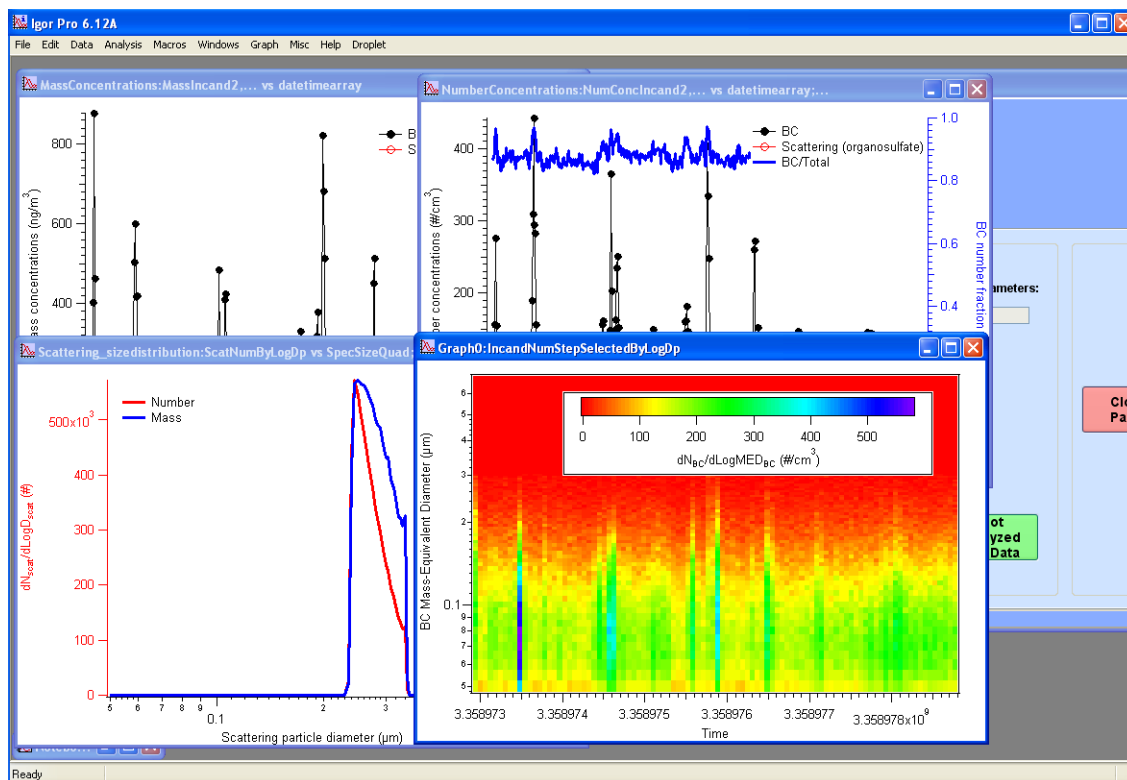 Igor Pro 6.12A
File Edit Data Analysis Macros Windows Graph Misc Help Droplet
MassConcentrations:MassIncand2,... vs datetimearray
800
600
400
ass concentrations (ng/m³)
B
S
NumberConcentrations:NumConcIncand2,... vs datetimearray;...
400
300
200
ber concentrations (#/cm³)
BC
Scattering (organosulfate)
BC/Total
1.0
0.8
0.6
0.4
BC number fraction
meters:
Clo
Pa
ot
yzed
Data
Scattering_sizedistribution:ScatNumByLogDp vs SpecSizeQuad;
500x10³
400
300
200
100
0
dNscat/dLogDscat (#)
Number
Mass
5 6 7 8 9 0.1 2 3
Scattering particle diameter (µm)
Graph0:IncandNumStepSelectedByLogDp
6
5
4
3
2
0.1
9
8
7
6
5
BC Mass-Equivalent Diameter (µm)
0 100 200 300 400 500
dNBC/dLogMEDBC (#/cm³)
3.358973 3.358974 3.358975 3.358976 3.358977 3.358978x10⁹
Time
Ready